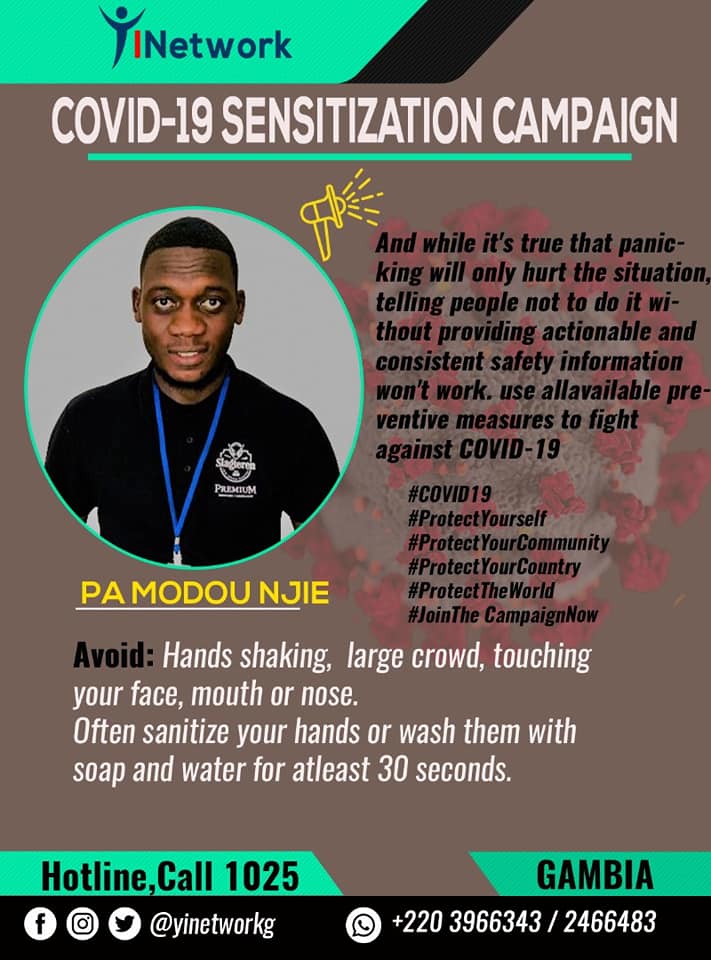 YINetwork
COVID-19 SENSITIZATION CAMPAIGN
And while it's true that panic-
king will only hurt the situation,
telling people not to do it wi-
thout providing actionable and
consistent safety information
won't work. use allavailable pre-
ventive measures to fight
against COVID-19
#COVID19
#ProtectYourself
#ProtectYourCommunity
#ProtectYourCountry
#ProtectTheWorld
#JoinThe CampaignNow
Slagteren
PREMIUM
PA MODOU NJIE
Avoid: Hands shaking, large crowd, touching
your face, mouth or nose.
Often sanitize your hands or wash them with
soap and water for atleast 30 seconds.
Hotline,Call 1025
GAMBIA
@yinetworkg
+220 3966343 / 2466483